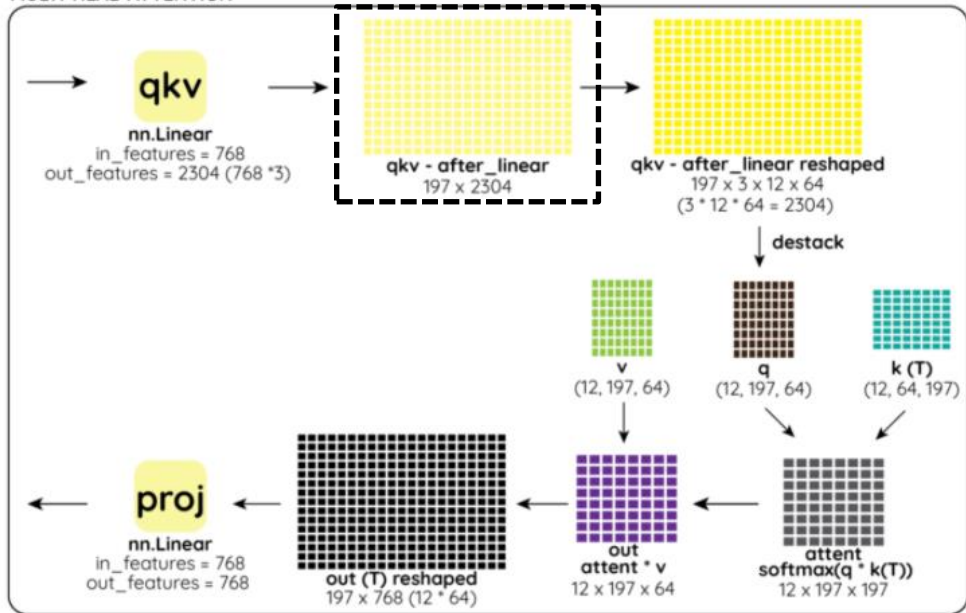 qkv
nn.Linear
in_features = 768
out_features = 2304 (768 *3)
qkv - after_linear
197 x 2304
qkv - after_linear reshaped
197 x 3 x 12 x 64
(3 * 12 * 64 = 2304)
destack
v
(12, 197, 64)
q
(12, 197, 64)
k (T)
(12, 64, 197)
proj
nn.Linear
in_features = 768
out_features = 768
out (T) reshaped
197 x 768 (12 * 64)
out
attent * v
12 x 197 x 64
attent
softmax(q * k(T))
12 x 197 x 197